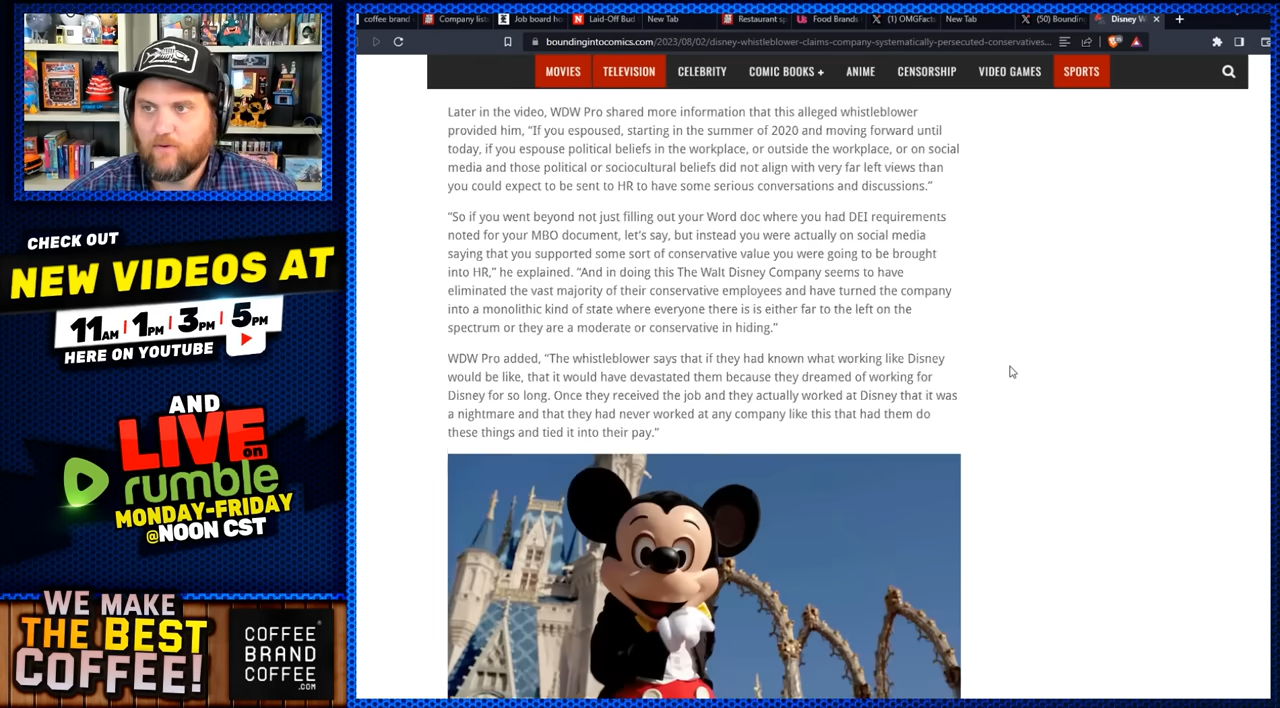 coffee brand
Company lis
Job board ho
Laid-Off Bud
New Tab
Restaurant sp
Food Brands
(1) OMGFacts
New Tab
(50) Boundin
Disney W
boundingintocomics.com/2023/08/02/disney-whistleblower-claims-company-systematically-persecuted-conservatives...
MOVIES
TELEVISION
CELEBRITY
COMIC BOOKS +
ANIME
CENSORSHIP
VIDEO GAMES
SPORTS
Later in the video, WDW Pro shared more information that this alleged whistleblower
provided him, “If you espoused, starting in the summer of 2020 and moving forward until
today, if you espouse political beliefs in the workplace, or outside the workplace, or on social
media and those political or sociocultural beliefs did not align with very far left views than
you could expect to be sent to HR to have some serious conversations and discussions.”
“So if you went beyond not just filling out your Word doc where you had DEI requirements
noted for your MBO document, let’s say, but instead you were actually on social media
saying that you supported some sort of conservative value you were going to be brought
into HR,” he explained. “And in doing this The Walt Disney Company seems to have
eliminated the vast majority of their conservative employees and have turned the company
into a monolithic kind of state where everyone there is is either far to the left on the
spectrum or they are a moderate or conservative in hiding.”
WDW Pro added, “The whistleblower says that if they had known what working like Disney
would be like, that it would have devastated them because they dreamed of working for
Disney for so long. Once they received the job and they actually worked at Disney that it was
a nightmare and that they had never worked at any company like this that had them do
these things and tied it into their pay.”
CHECK OUT
NEW VIDEOS AT
11AM | 1PM | 3PM | 5PM
HERE ON YOUTUBE
AND
LIVE on
rumble
MONDAY-FRIDAY
@NOON CST
WE MAKE
THE BEST
COFFEE!
COFFEE
BRAND
COFFEE
.COM